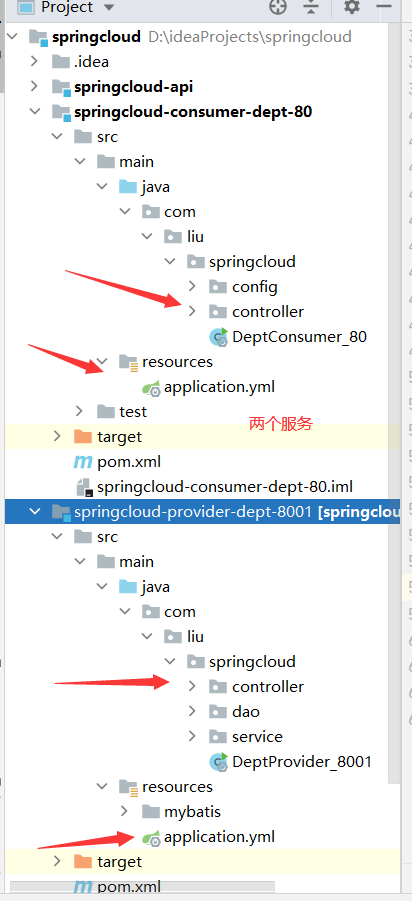 Project
springcloud D:\ideaProjects\springcloud
.idea
springcloud-api
springcloud-consumer-dept-80
src
main
java
com
liu
springcloud
config
controller
DeptConsumer_80
resources
application.yml
test
两个服务
target
pom.xml
springcloud-consumer-dept-80.iml
springcloud-provider-dept-8001 [springclou
src
main
java
com
liu
springcloud
controller
dao
service
DeptProvider_8001
resources
mybatis
application.yml
target
pom.xml